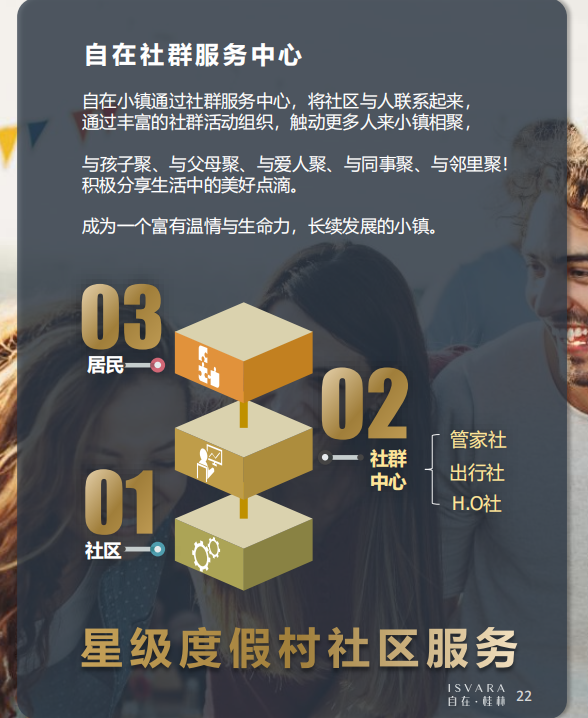 自在社群服务中心
自在小镇通过社群服务中心，将社区与人联系起来，
通过丰富的社群活动组织，触动更多人来小镇相聚，
与孩子聚、与父母聚、与爱人聚、与同事聚、与邻里聚！
积极分享生活中的美好点滴。
成为一个富有温情与生命力，长续发展的小镇。
03
居民
02
社群
中心
管家社
出行社
H.O社
01
社区
星级度假村社区服务
ISVARA
自在·桂林
22